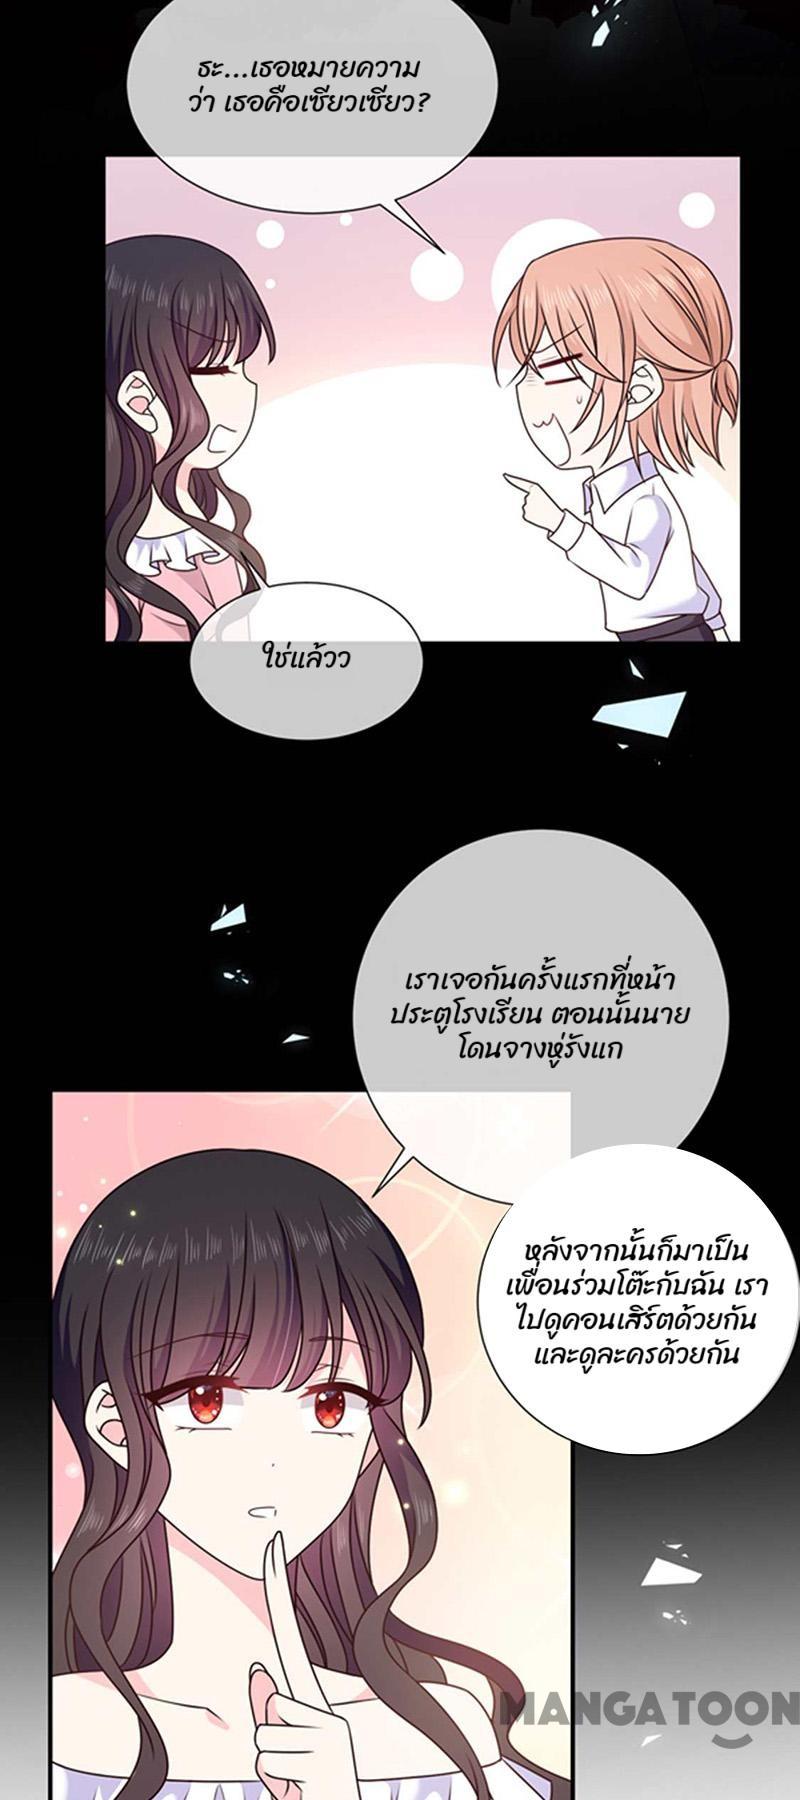 ธะ...เธอหมายความ
ว่า เธอคือเซียวเซียว?
ใช่แล้วว
เราเจอกันครั้งแรกที่หน้า
ประตูโรงเรียน ตอนนั้นนาย
โดนจางหู่รังแก
หลังจากนั้นก็มาเป็น
เพื่อนร่วมโต๊ะกับฉัน เรา
ไปดูคอนเสิร์ตด้วยกัน
และดูละครด้วยกัน
MANGATOON